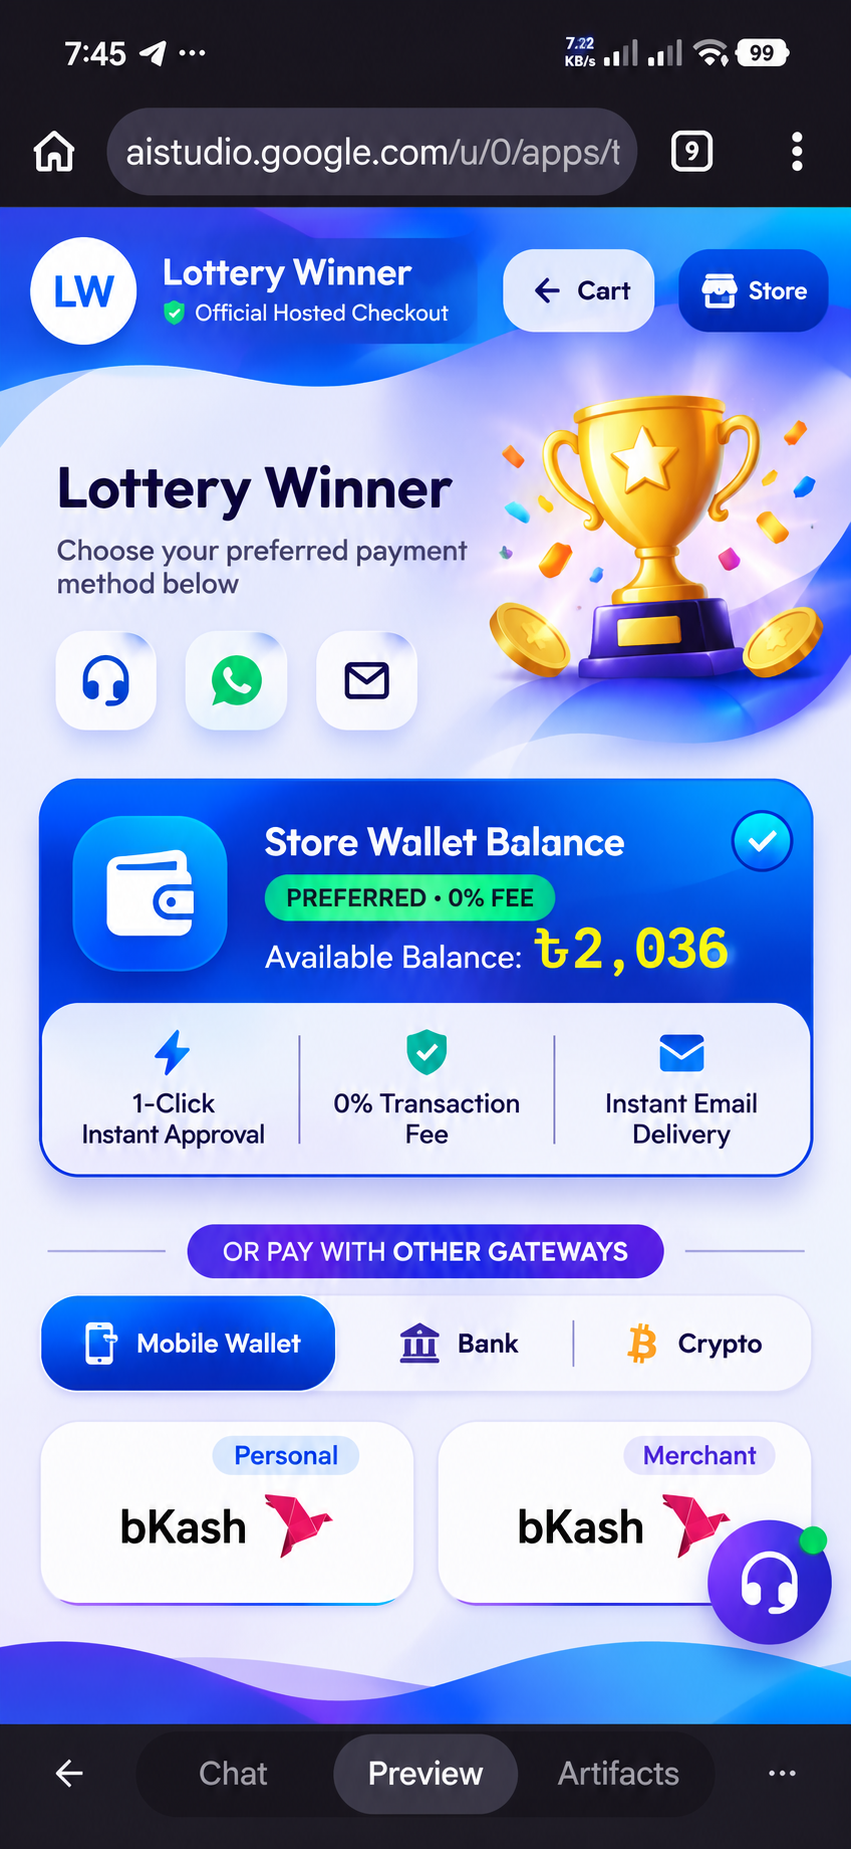 7:45
7.22
KB/s
99
aistudio.google.com/u/0/apps/t
9
LW
Lottery Winner
Official Hosted Checkout
← Cart
Store
Lottery Winner
Choose your preferred payment
method below
Store Wallet Balance
PREFERRED • 0% FEE
Available Balance: ৳2,036
1-Click
Instant Approval
0% Transaction
Fee
Instant Email
Delivery
OR PAY WITH OTHER GATEWAYS
Mobile Wallet
Bank
Crypto
Personal
bKash
Merchant
bKash
Chat
Preview
Artifacts